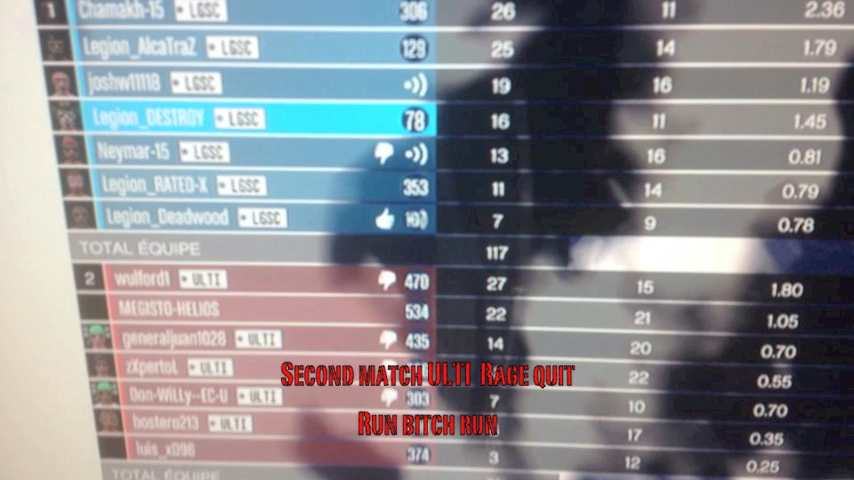 1 Chamakh-15 LGSC 306 26 11 2.36
Legion_AlcaTraZ LGSC 129 25 14 1.79
joshw11118 LGSC 19 16 1.19
Legion_DESTROY LGSC 78 16 11 1.45
Neymar-15 LGSC 13 16 0.81
Legion_RATED-X LGSC 353 11 14 0.79
Legion_Deadwood LGSC 7 9 0.78
TOTAL ÉQUIPE 117
2 wulford1 ULTI 470 27 15 1.80
MEGISTO-HELIOS 534 22 21 1.05
generaljuan1028 ULTI 435 14 20 0.70
zXpertoL ULTI 22 0.55
Don-WiLLy--EC-U ULTI 303 7 10 0.70
hostero213 ULTI 17 0.35
luis_x096 374 3 12 0.25
TOTAL ÉQUIPE
Second match ULTI Rage quit
Run bitch run